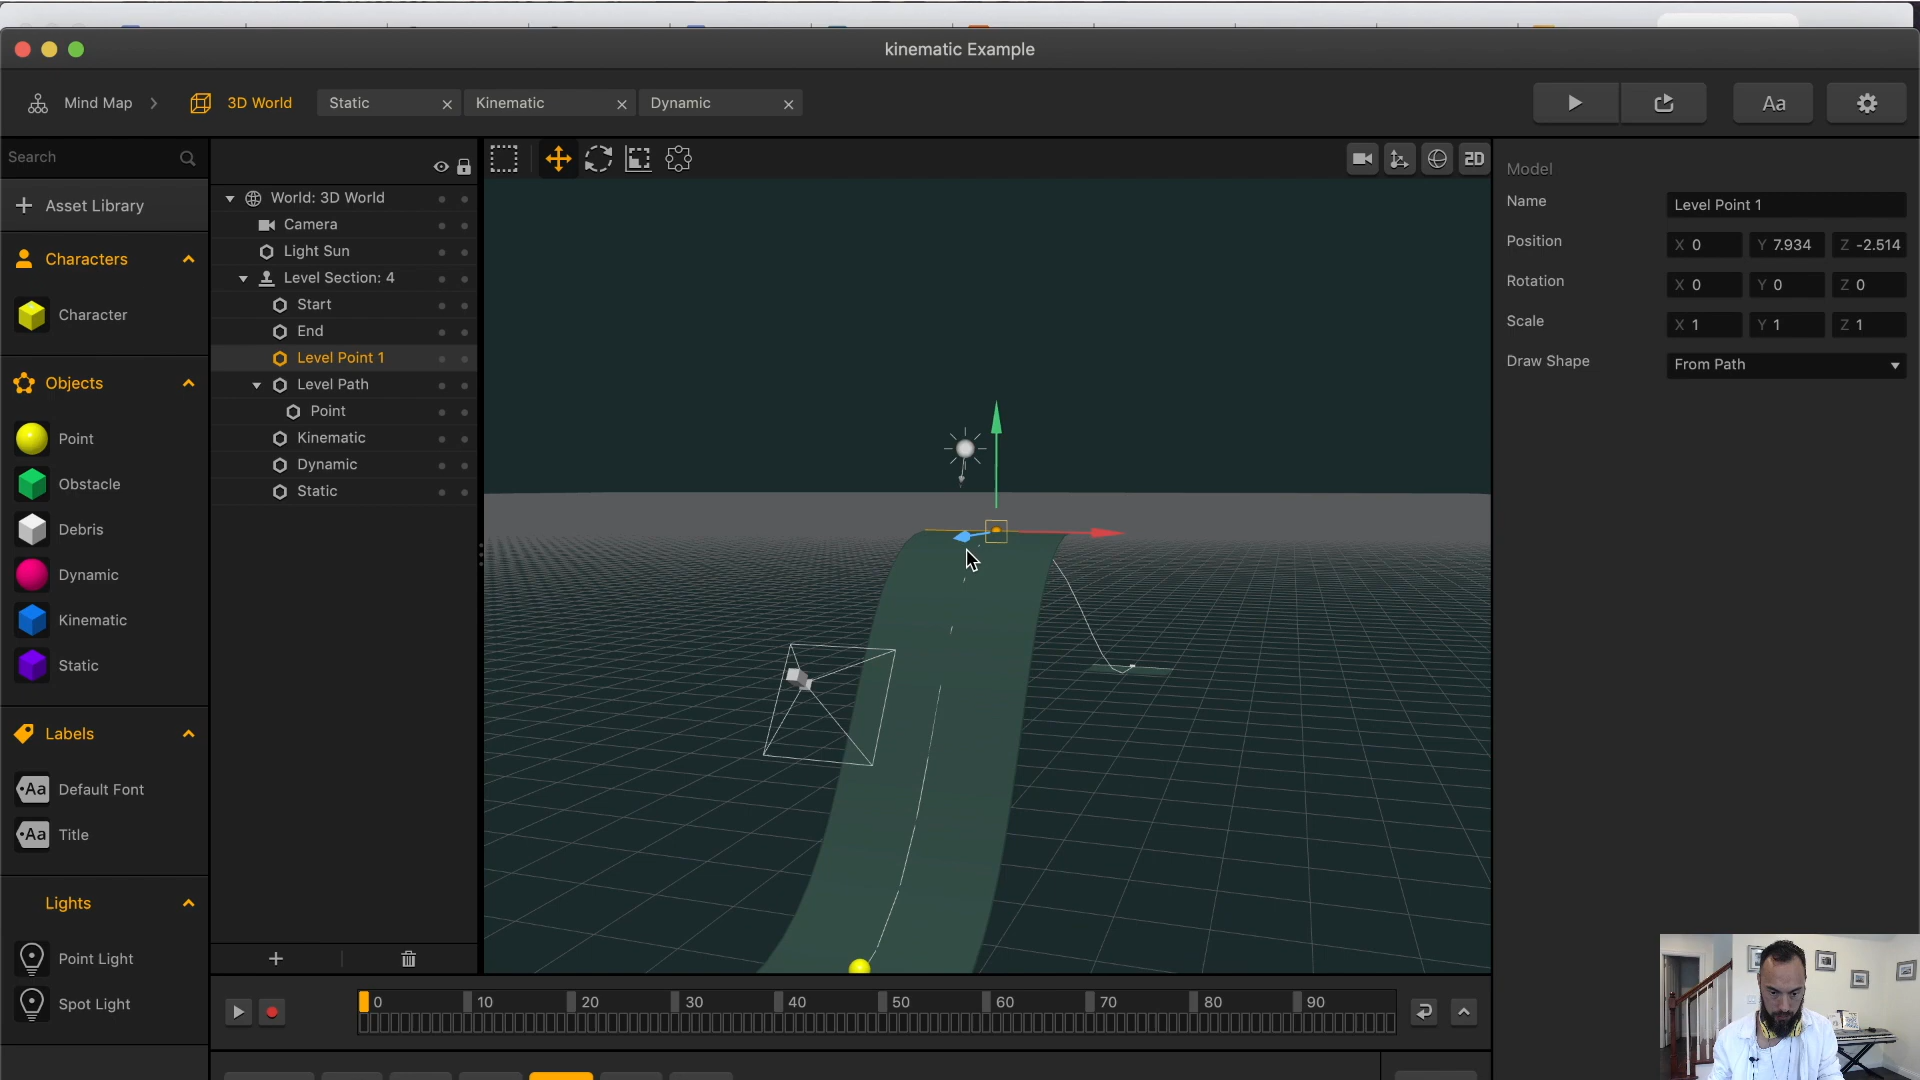 kinematic Example
Mind Map
3D World
Static
Kinematic
Dynamic
Aa
Search
Asset Library
Characters
Character
Objects
Point
Obstacle
Debris
Dynamic
Kinematic
Static
Labels
Aa Default Font
Aa Title
Lights
Point Light
Spot Light
World: 3D World
Camera
Light Sun
Level Section: 4
Start
End
Level Point 1
Level Path
Point
Kinematic
Dynamic
Static
2D
Model
Name Level Point 1
Position X 0 Y 7.934 Z -2.514
Rotation X 0 Y 0 Z 0
Scale X 1 Y 1 Z 1
Draw Shape From Path
0 10 20 30 40 50 60 70 80 90